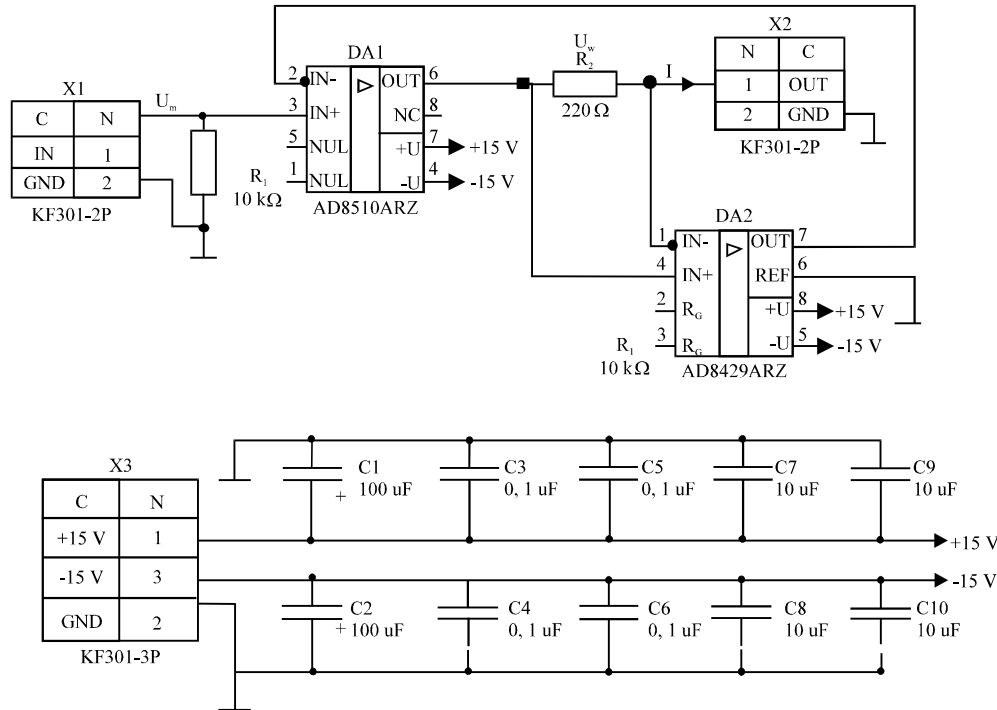 X1
C N
IN 1
GND 2
KF301-2P
Uₘ
R₁
10 kΩ
DA1
2 IN- OUT 6
3 IN+ NC 8
5 NUL +U 7 +15 V
1 NUL -U 4 -15 V
AD8510ARZ
U_w
R₂
220 Ω
I
X2
N C
1 OUT
2 GND
KF301-2P
DA2
1 IN- OUT 7
4 IN+ REF 6
2 R_G +U 8 +15 V
3 R_G -U 5 -15 V
R₁
10 kΩ
AD8429ARZ
X3
C N
+15 V 1
-15 V 3
GND 2
KF301-3P
C1
+ 100 uF
C3
0, 1 uF
C5
0, 1 uF
C7
10 uF
C9
10 uF
+15 V
-15 V
C2
+ 100 uF
C4
0, 1 uF
C6
0, 1 uF
C8
10 uF
C10
10 uF